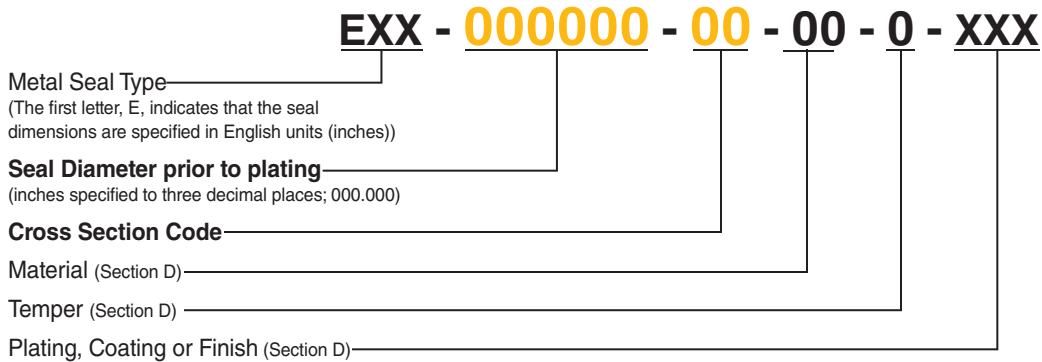 EXX - 000000 - 00 - 00 - 0 - XXX
Metal Seal Type
(The first letter, E, indicates that the seal
dimensions are specified in English units (inches))
Seal Diameter prior to plating
(inches specified to three decimal places; 000.000)
Cross Section Code
Material (Section D)
Temper (Section D)
Plating, Coating or Finish (Section D)